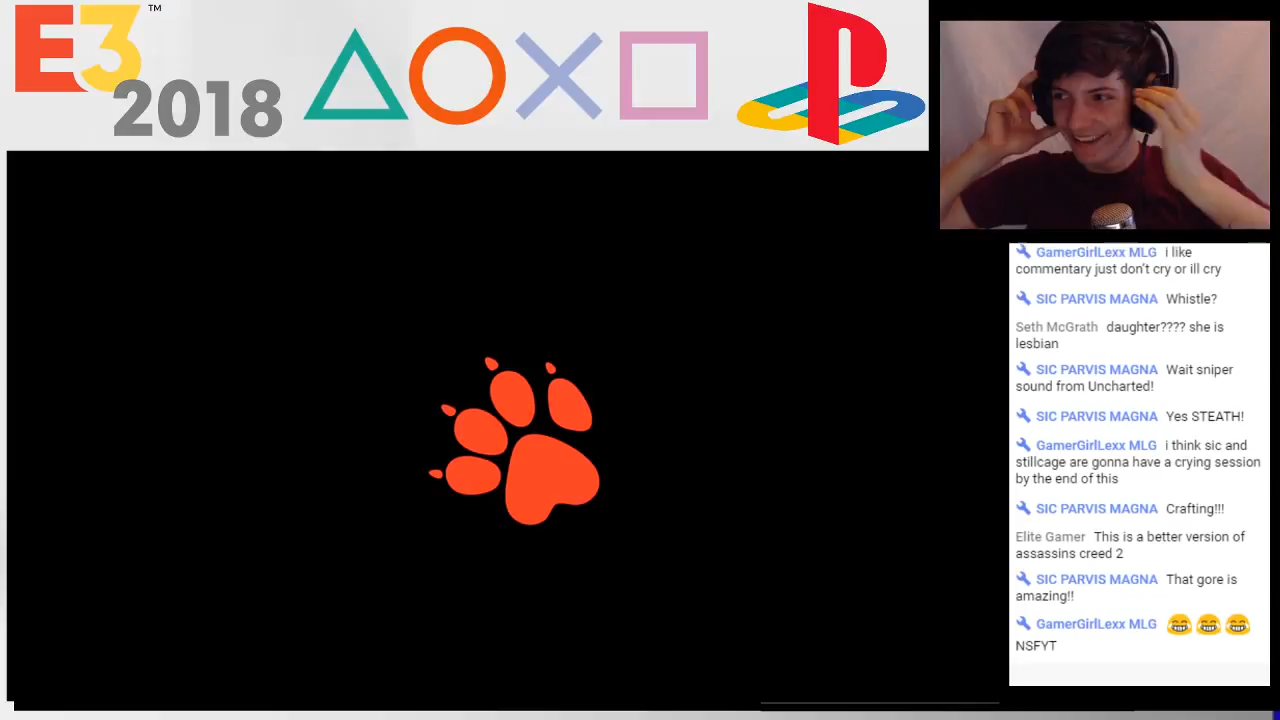 E3 ™
2018
GamerGirlLexx MLG i like
commentary just don't cry or ill cry
SIC PARVIS MAGNA Whistle?
Seth McGrath daughter???? she is
lesbian
SIC PARVIS MAGNA Wait sniper
sound from Uncharted!
SIC PARVIS MAGNA Yes STEATH!
GamerGirlLexx MLG i think sic and
stillcage are gonna have a crying session
by the end of this
SIC PARVIS MAGNA Crafting!!!
Elite Gamer This is a better version of
assassins creed 2
SIC PARVIS MAGNA That gore is
amazing!!
GamerGirlLexx MLG 😂 😂 😂
NSFYT